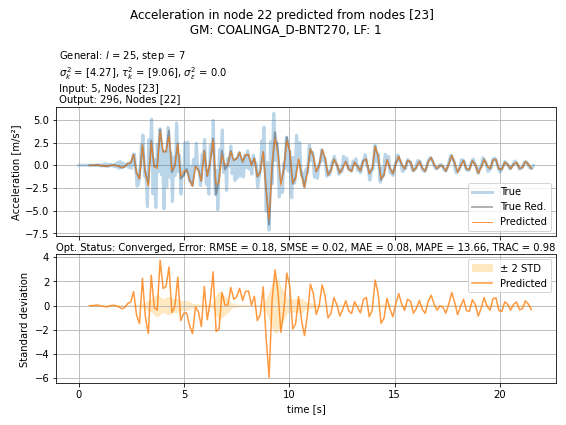 Acceleration in node 22 predicted from nodes [23]
GM: COALINGA_D-BNT270, LF: 1
General: l = 25, step = 7
σ²ₖ = [4.27], τ²ₖ = [9.06], σ²ε = 0.0
Input: 5, Nodes [23]
Output: 296, Nodes [22]
Acceleration [m/s²]
5.0
2.5
0.0
−2.5
−5.0
−7.5
True
True Red.
Predicted
Opt. Status: Converged, Error: RMSE = 0.18, SMSE = 0.02, MAE = 0.08, MAPE = 13.66, TRAC = 0.98
Standard deviation
4
2
0
−2
−4
−6
± 2 STD
Predicted
0
5
10
15
20
time [s]